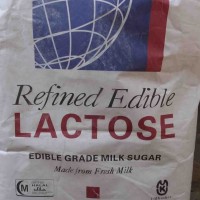 Refined Edible
LACTOSE
EDIBLE GRADE MILK SUGAR
Made from Fresh Milk